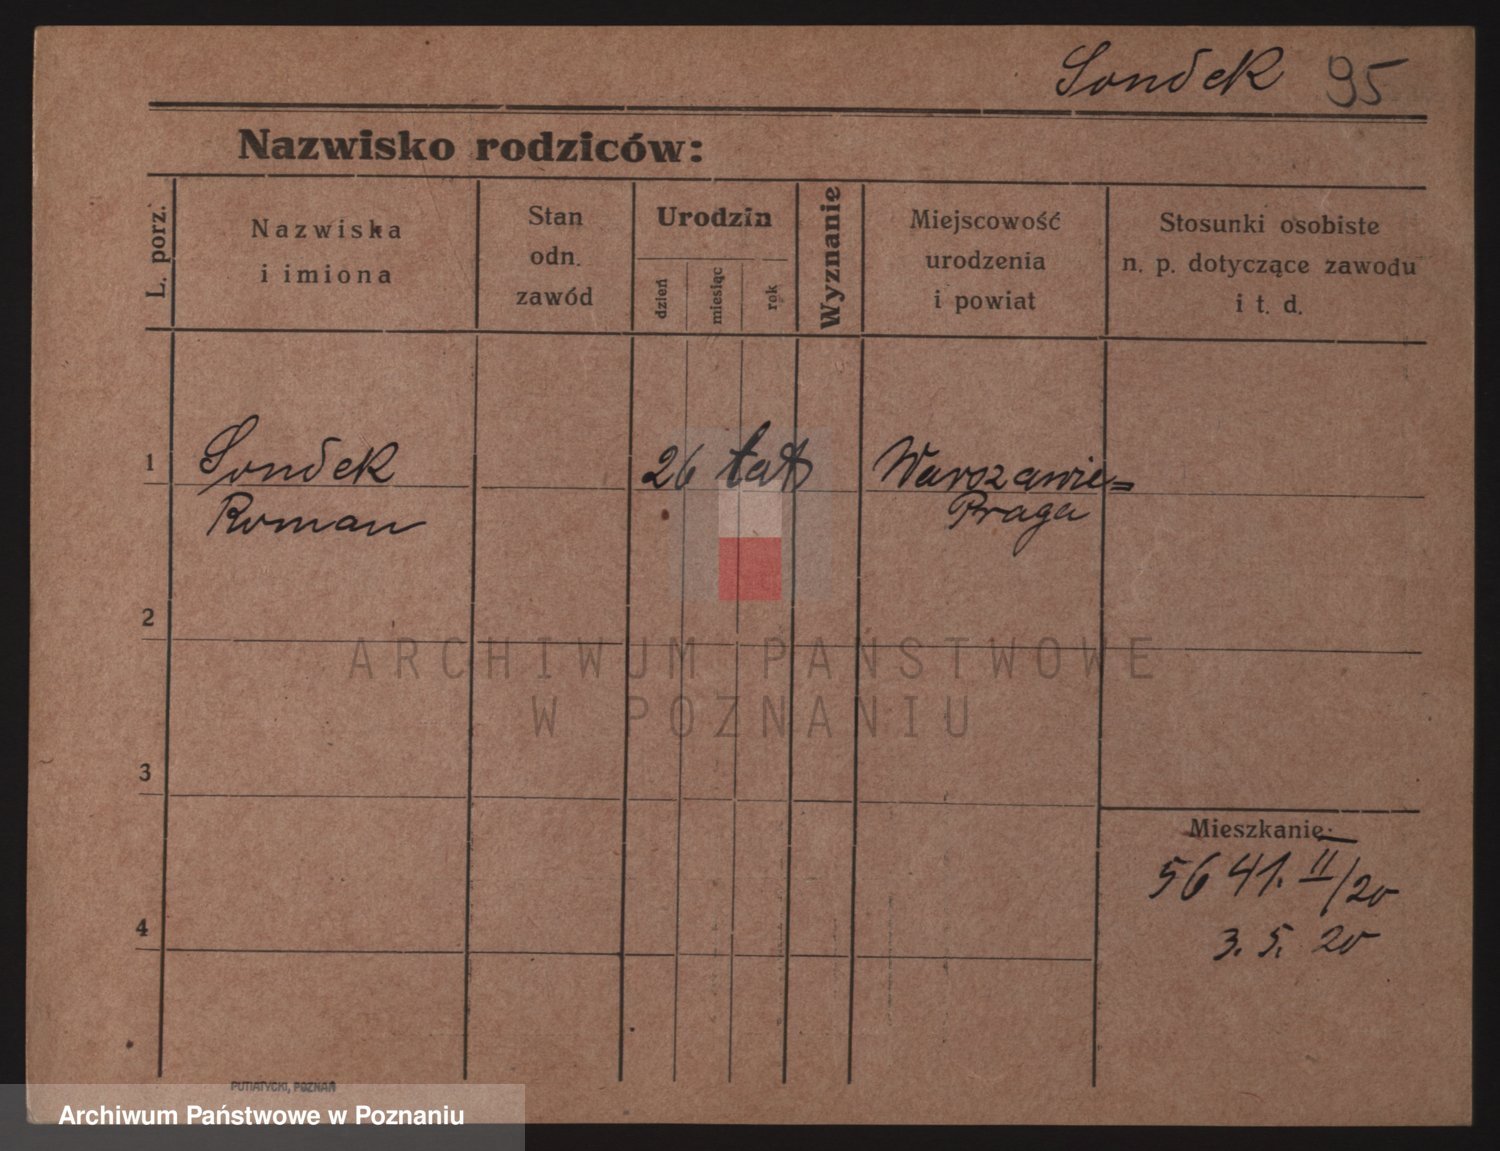 Sondek 95
Nazwisko rodziców:
L. porz.
Nazwiska
i imiona
Stan
odn.
zawód
Urodzin
dzień
miesiąc
rok
Wyznanie
Miejscowość
urodzenia
i powiat
Stosunki osobiste
n. p. dotyczące zawodu
i t. d.
1
Sondek
Roman
26 lat
Warszawie=
Praga
2
ARCHIWUM PAŃSTWOWE
W POZNANIU
3
Mieszkanie:
5641. II/20
3. 5. 20
4
PUTIATYCKI, POZNAŃ
Archiwum Państwowe w Poznaniu